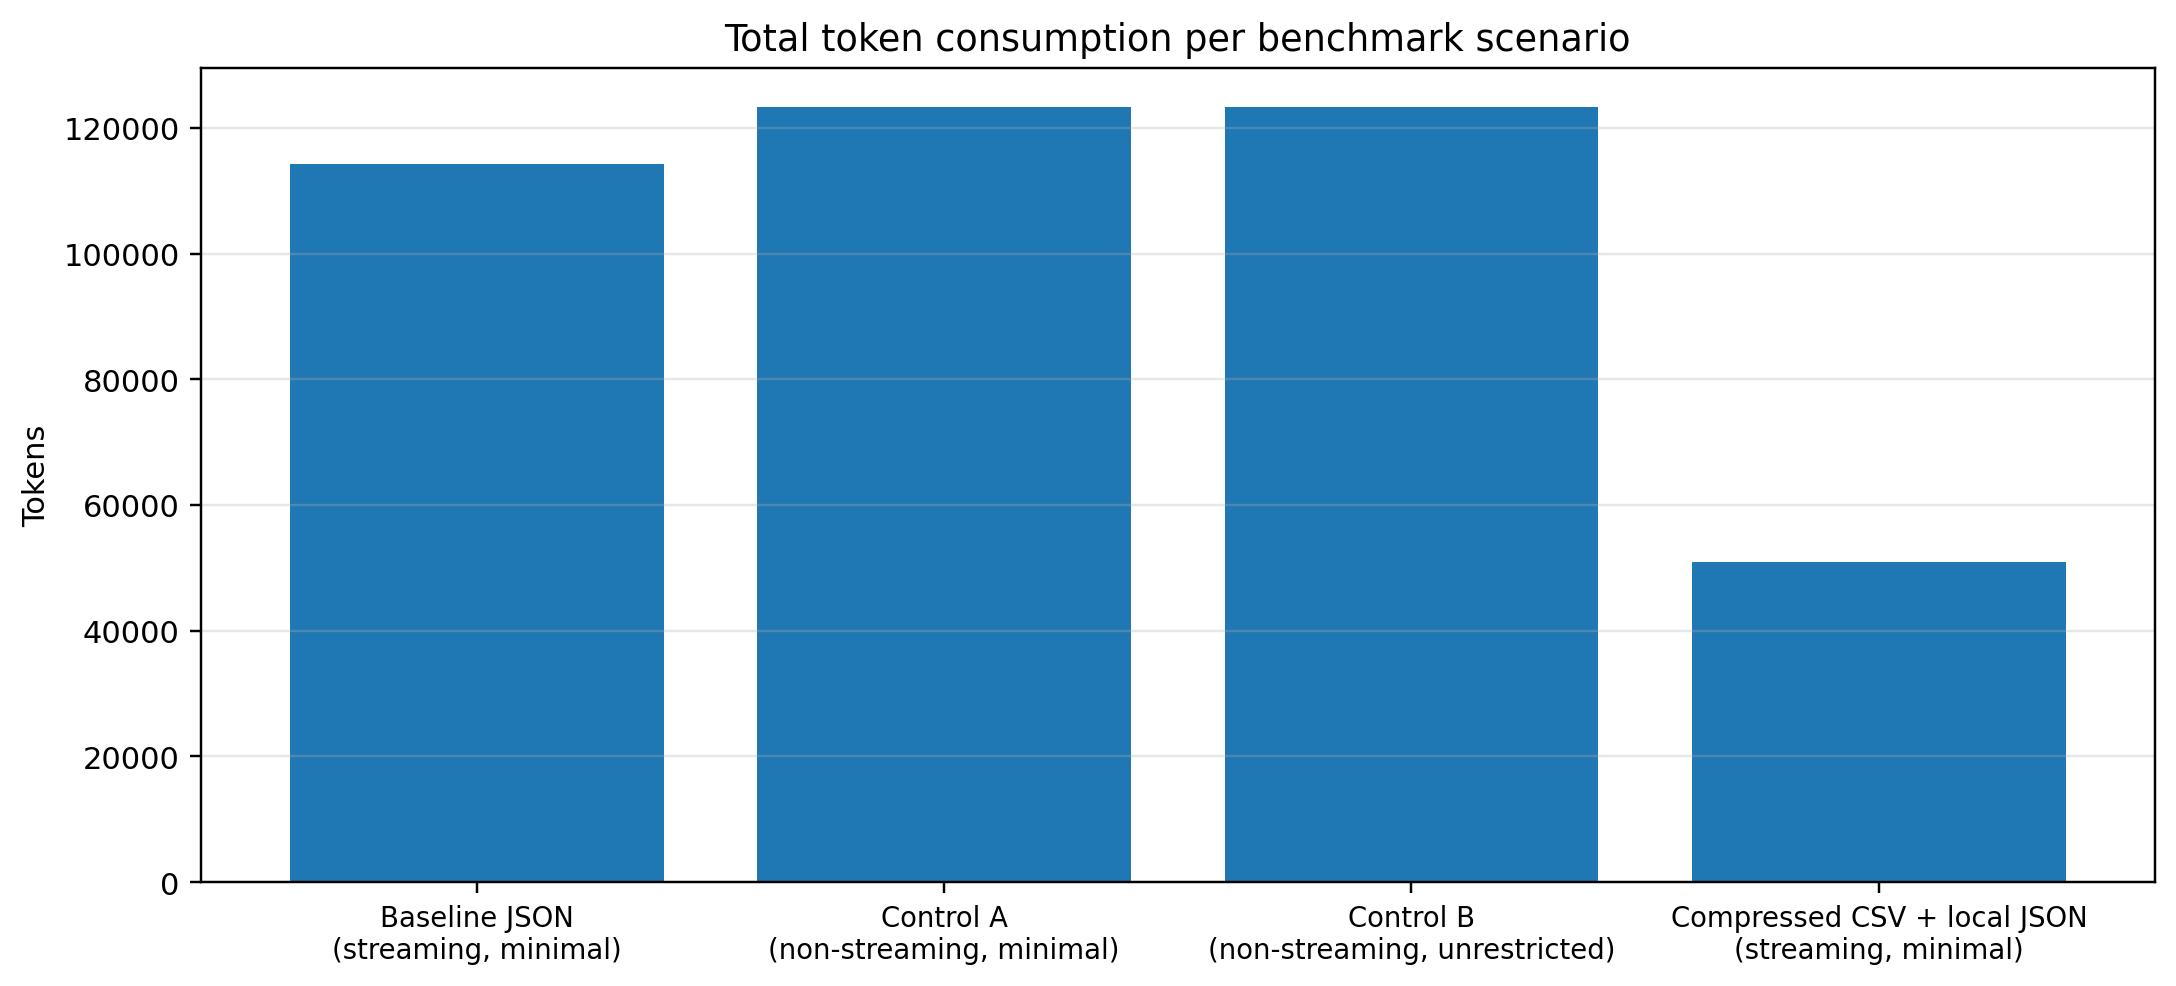 Total token consumption per benchmark scenario
Tokens
120000
100000
80000
60000
40000
20000
0
Baseline JSON
(streaming, minimal)
Control A
(non-streaming, minimal)
Control B
(non-streaming, unrestricted)
Compressed CSV + local JSON
(streaming, minimal)